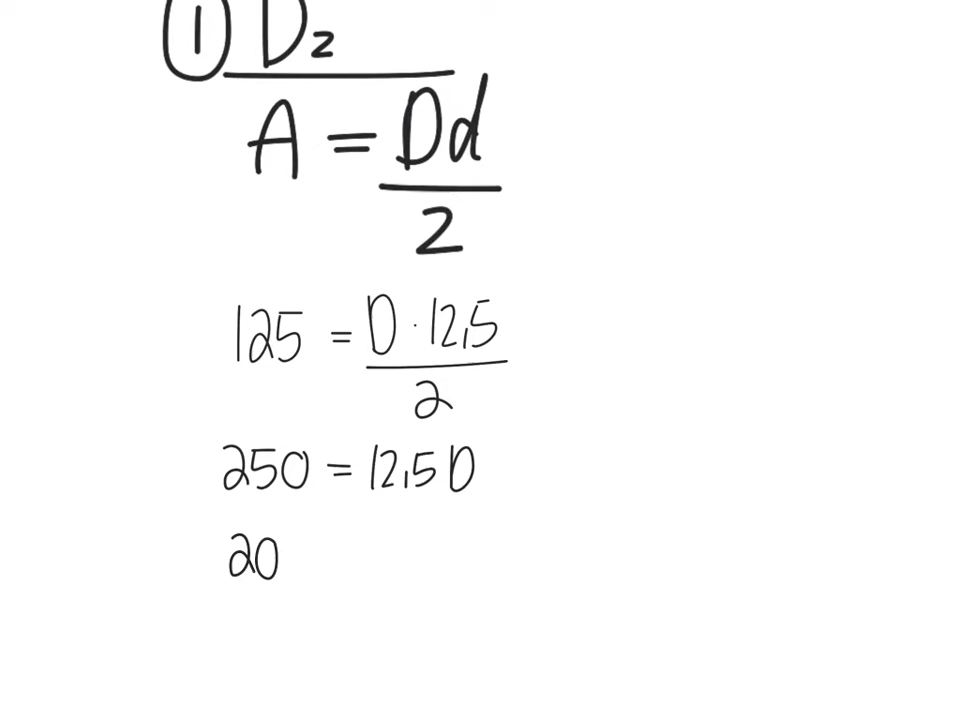 ① D2
A = Dd/2
125 = D · 12,5/2
250 = 12,5 D
20